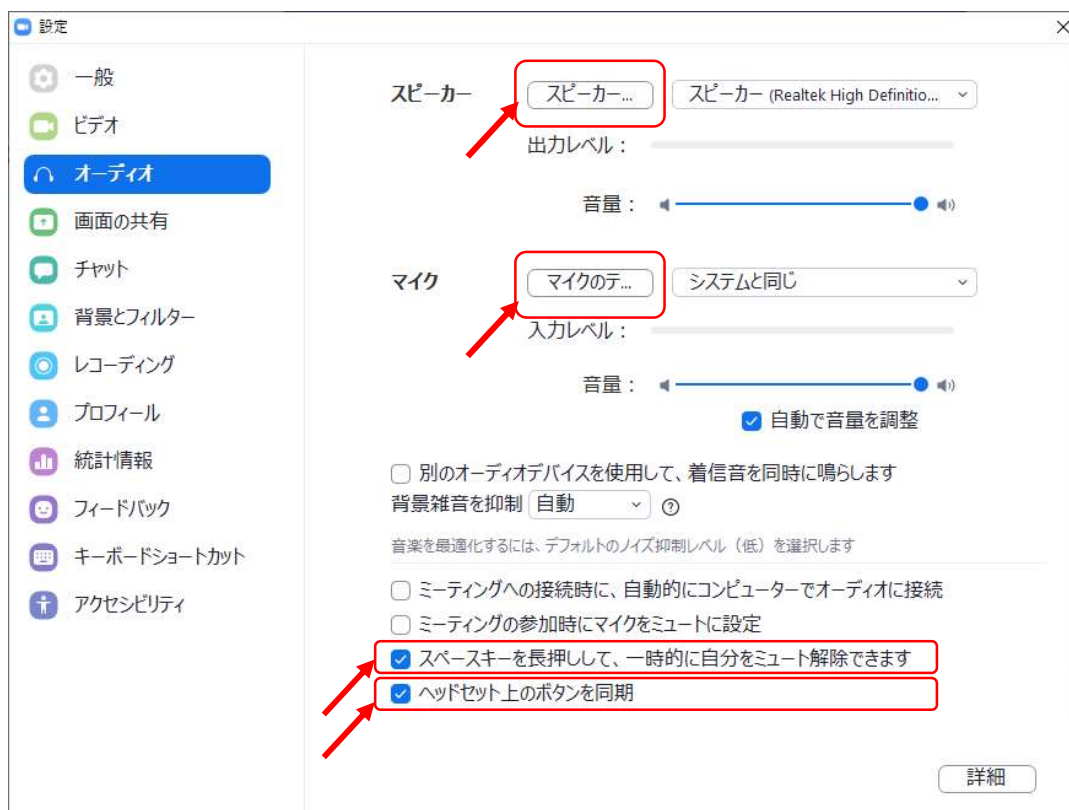 設定
一般
ビデオ
オーディオ
画面の共有
チャット
背景とフィルター
レコーディング
プロフィール
統計情報
フィードバック
キーボードショートカット
アクセシビリティ
スピーカー スピーカー... スピーカー (Realtek High Definitio...
出力レベル：
音量：
マイク マイクのテ... システムと同じ
入力レベル：
音量：
自動で音量を調整
別のオーディオデバイスを使用して、着信音を同時に鳴らします
背景雑音を抑制 自動
音楽を最適化するには、デフォルトのノイズ抑制レベル（低）を選択します
ミーティングへの接続時に、自動的にコンピューターでオーディオに接続
ミーティングの参加時にマイクをミュートに設定
スペースキーを長押しして、一時的に自分をミュート解除できます
ヘッドセット上のボタンを同期
詳細